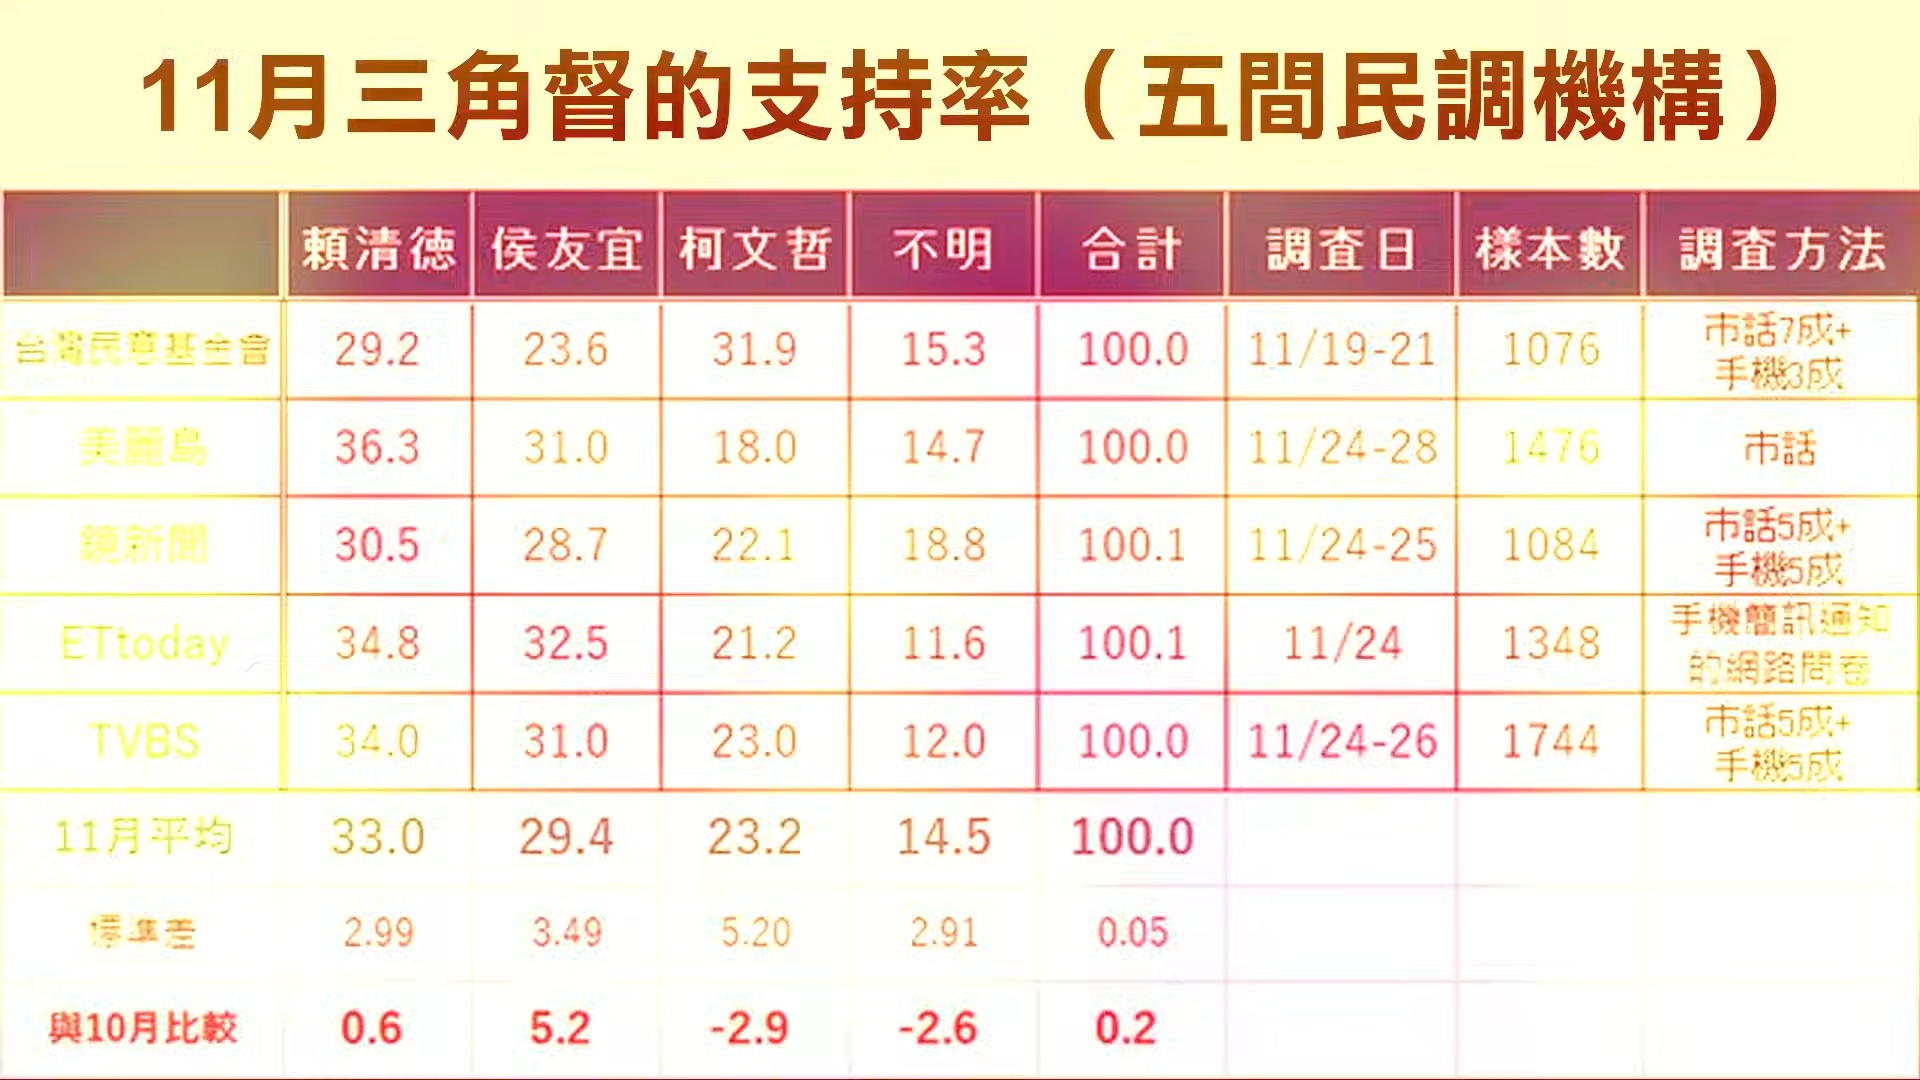 11月三角督的支持率（五間民調機構）
賴清德 侯友宜 柯文哲 不明 合計 調查日 樣本數 調查方法
台灣民意基金會 29.2 23.6 31.9 15.3 100.0 11/19-21 1076 市話7成+
手機3成
美麗島 36.3 31.0 18.0 14.7 100.0 11/24-28 1476 市話
鏡新聞 30.5 28.7 22.1 18.8 100.1 11/24-25 1084 市話5成+
手機5成
ETtoday 34.8 32.5 21.2 11.6 100.1 11/24 1348 手機簡訊通知
的網路問卷
TVBS 34.0 31.0 23.0 12.0 100.0 11/24-26 1744 市話5成+
手機5成
11月平均 33.0 29.4 23.2 14.5 100.0
標準差 2.99 3.49 5.20 2.91 0.05
與10月比較 0.6 5.2 -2.9 -2.6 0.2